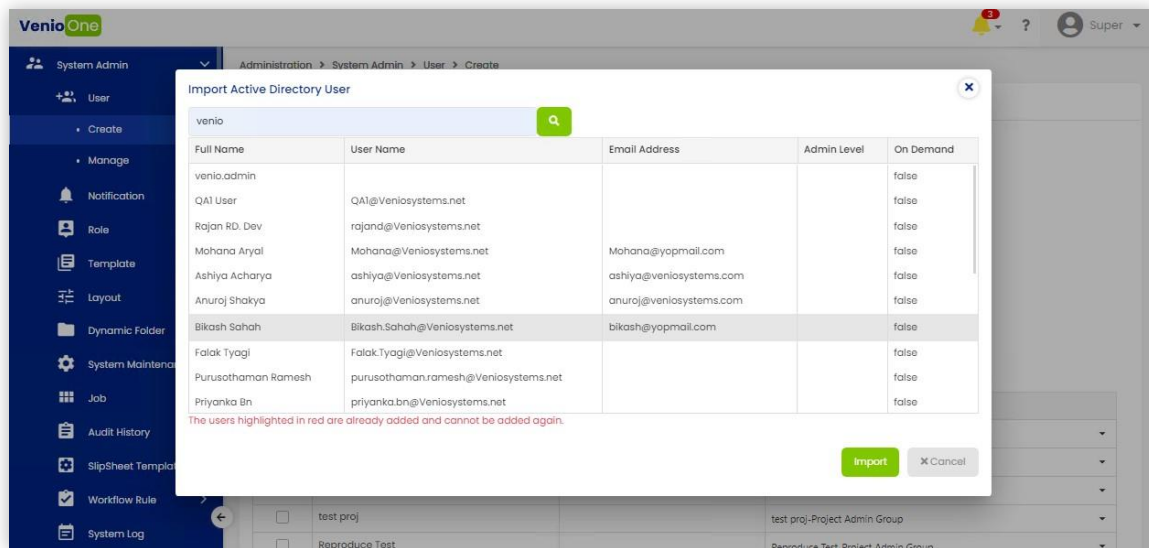 VenioOne
3
?
Super
System Admin
Administration > System Admin > User > Create
User
Create
Manage
Notification
Role
Template
Layout
Dynamic Folder
System Maintena
Job
Audit History
SlipSheet Templat
Workflow Rule
System Log
Import Active Directory User
venio
Full Name User Name Email Address Admin Level On Demand
venio.admin false
QA1 User QA1@Veniosystems.net false
Rajan RD. Dev rajand@Veniosystems.net false
Mohana Aryal Mohana@Veniosystems.net Mohana@yopmail.com false
Ashiya Acharya ashiya@Veniosystems.net ashiya@veniosystems.com false
Anuroj Shakya anuroj@Veniosystems.net anuroj@veniosystems.com false
Bikash Sahah Bikash.Sahah@Veniosystems.net bikash@yopmail.com false
Falak Tyagi Falak.Tyagi@Veniosystems.net false
Purusothaman Ramesh purusothaman.ramesh@Veniosystems.net false
Priyanka Bn priyanka.bn@Veniosystems.net false
The users highlighted in red are already added and cannot be added again.
Import Cancel
test proj test proj-Project Admin Group
Reproduce Test Reproduce Test-Project Admin Group